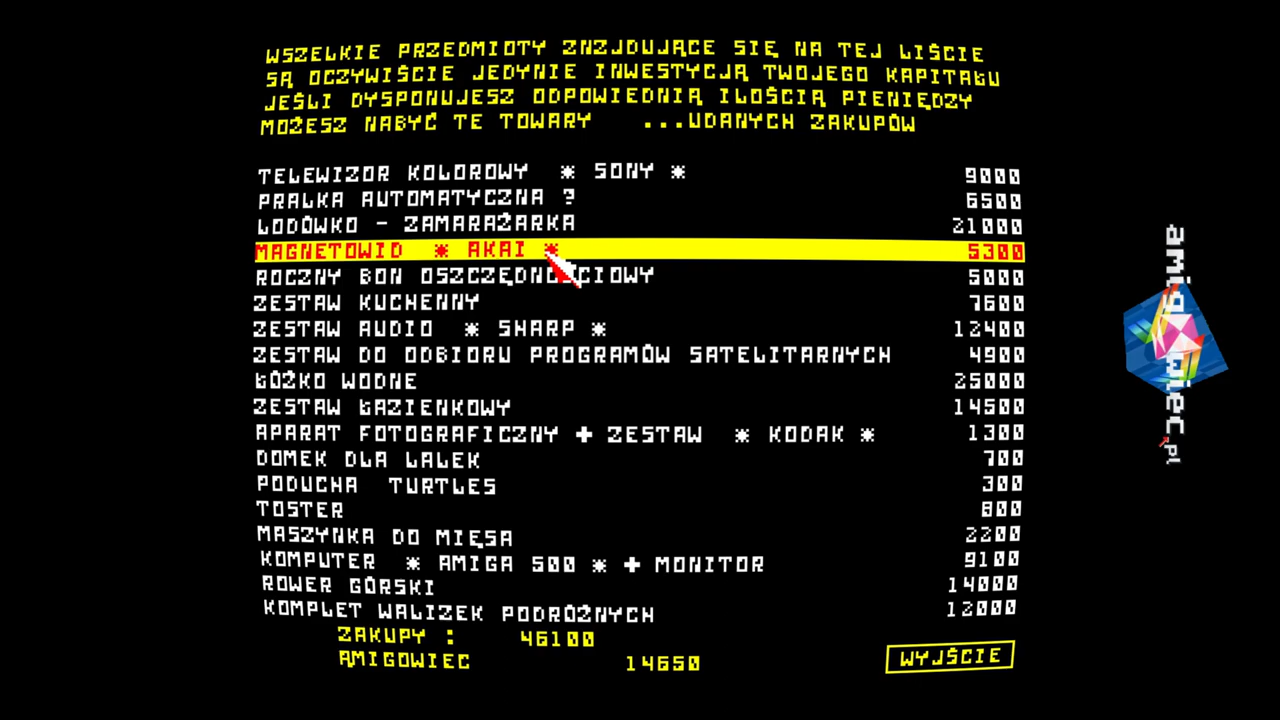 WSZELKIE PRZEDMIOTY ZNZJDUJĄCE SIĘ NA TEJ LIŚCIE
SĄ OCZYWIŚCIE JEDYNIE INWESTYCJĄ TWOJEGO KAPITAŁU
JEŚLI DYSPONUJESZ ODPOWIEDNIĄ ILOŚCIĄ PIENIĘDZY
MOŻESZ NABYĆ TE TOWARY ...UDANYCH ZAKUPÓW
TELEWIZOR KOLOROWY * SONY * 9000
PRALKA AUTOMATYCZNA ? 6500
LODÓWKO - ZAMARAŻARKA 21000
MAGNETOWID * AKAI * 5300
ROCZNY BON OSZCZĘDNOŚCIOWY 5000
ZESTAW KUCHENNY 7600
ZESTAW AUDIO * SHARP * 12400
ZESTAW DO ODBIORU PROGRAMÓW SATELITARNYCH 4900
ŁÓŻKO WODNE 25000
ZESTAW ŁAZIENKOWY 14500
APARAT FOTOGRAFICZNY + ZESTAW * KODAK * 1300
DOMEK DLA LALEK 700
PODUCHA TURTLES 300
TOSTER 800
MASZYNKA DO MIĘSA 2200
KOMPUTER * AMIGA 500 * + MONITOR 9100
ROWER GÓRSKI 14000
KOMPLET WALIZEK PODRÓŻNYCH 12000
ZAKUPY : 46100
AMIGOWIEC 14650
WYJŚCIE
amigowiec.pl